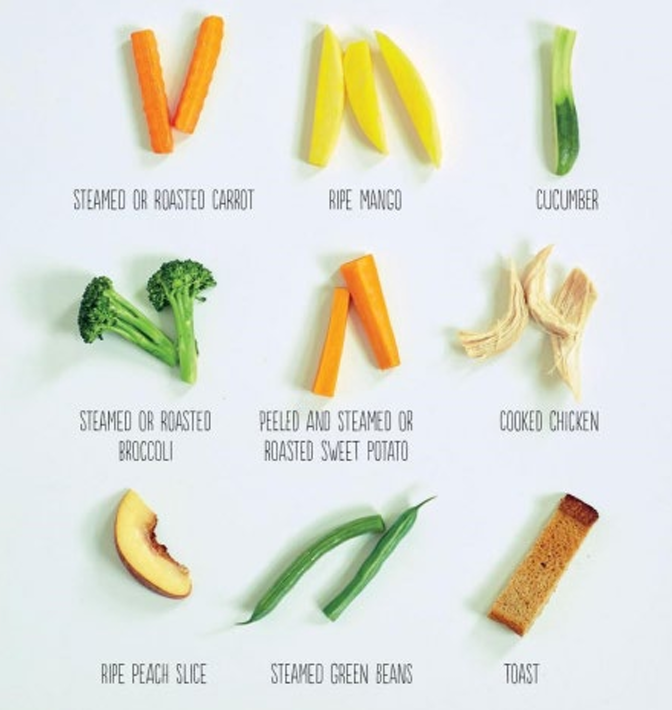 STEAMED OR ROASTED CARROT
RIPE MANGO
CUCUMBER
STEAMED OR ROASTED
BROCCOLI
PEELED AND STEAMED OR
ROASTED SWEET POTATO
COOKED CHICKEN
RIPE PEACH SLICE
STEAMED GREEN BEANS
TOAST